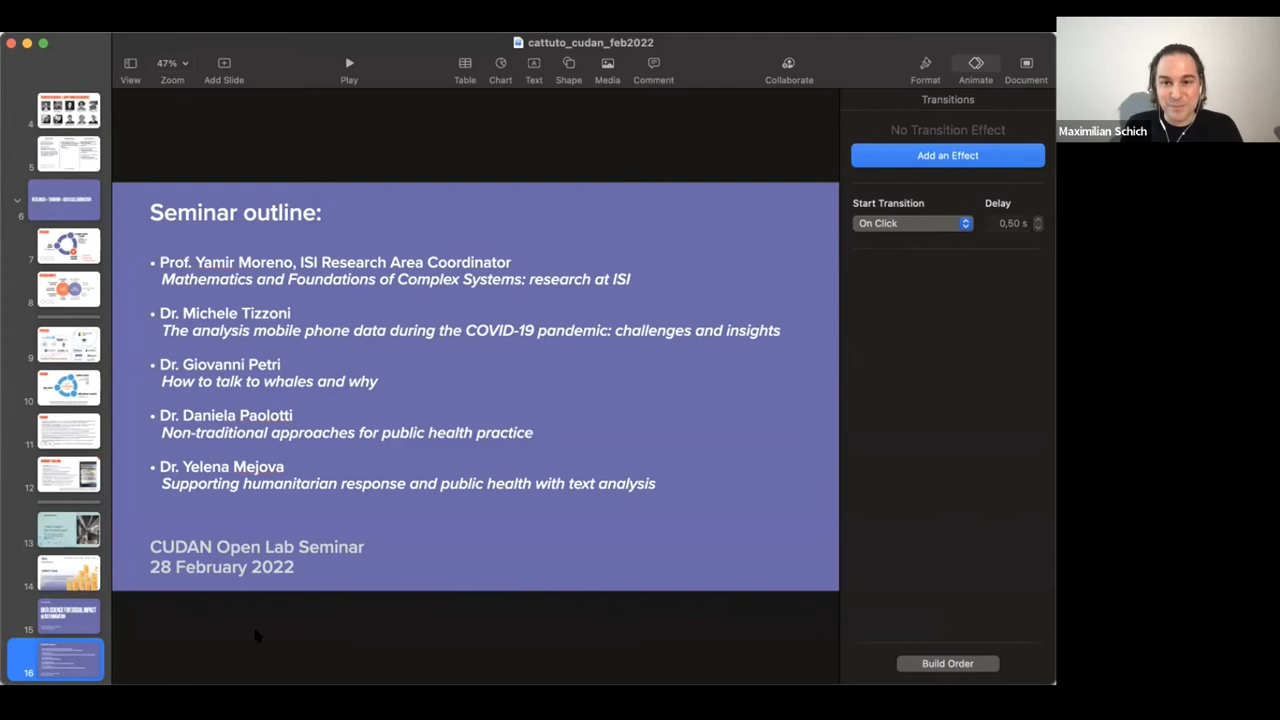 cattuto_cudan_feb2022
47%
View
Zoom
Add Slide
Play
Table
Chart
Text
Shape
Media
Comment
Collaborate
Format
Animate
Document
Transitions
No Transition Effect
Add an Effect
Start Transition
Delay
On Click
0,50 s
Build Order
4
5
6
7
8
9
10
11
12
13
14
15
DATA SCIENCE FOR SOCIAL IMPACT
16
Seminar outline:
• Prof. Yamir Moreno, ISI Research Area Coordinator
Mathematics and Foundations of Complex Systems: research at ISI
• Dr. Michele Tizzoni
The analysis mobile phone data during the COVID-19 pandemic: challenges and insights
• Dr. Giovanni Petri
How to talk to whales and why
• Dr. Daniela Paolotti
Non-traditional approaches for public health practice
• Dr. Yelena Mejova
Supporting humanitarian response and public health with text analysis
CUDAN Open Lab Seminar
28 February 2022
Maximilian Schich